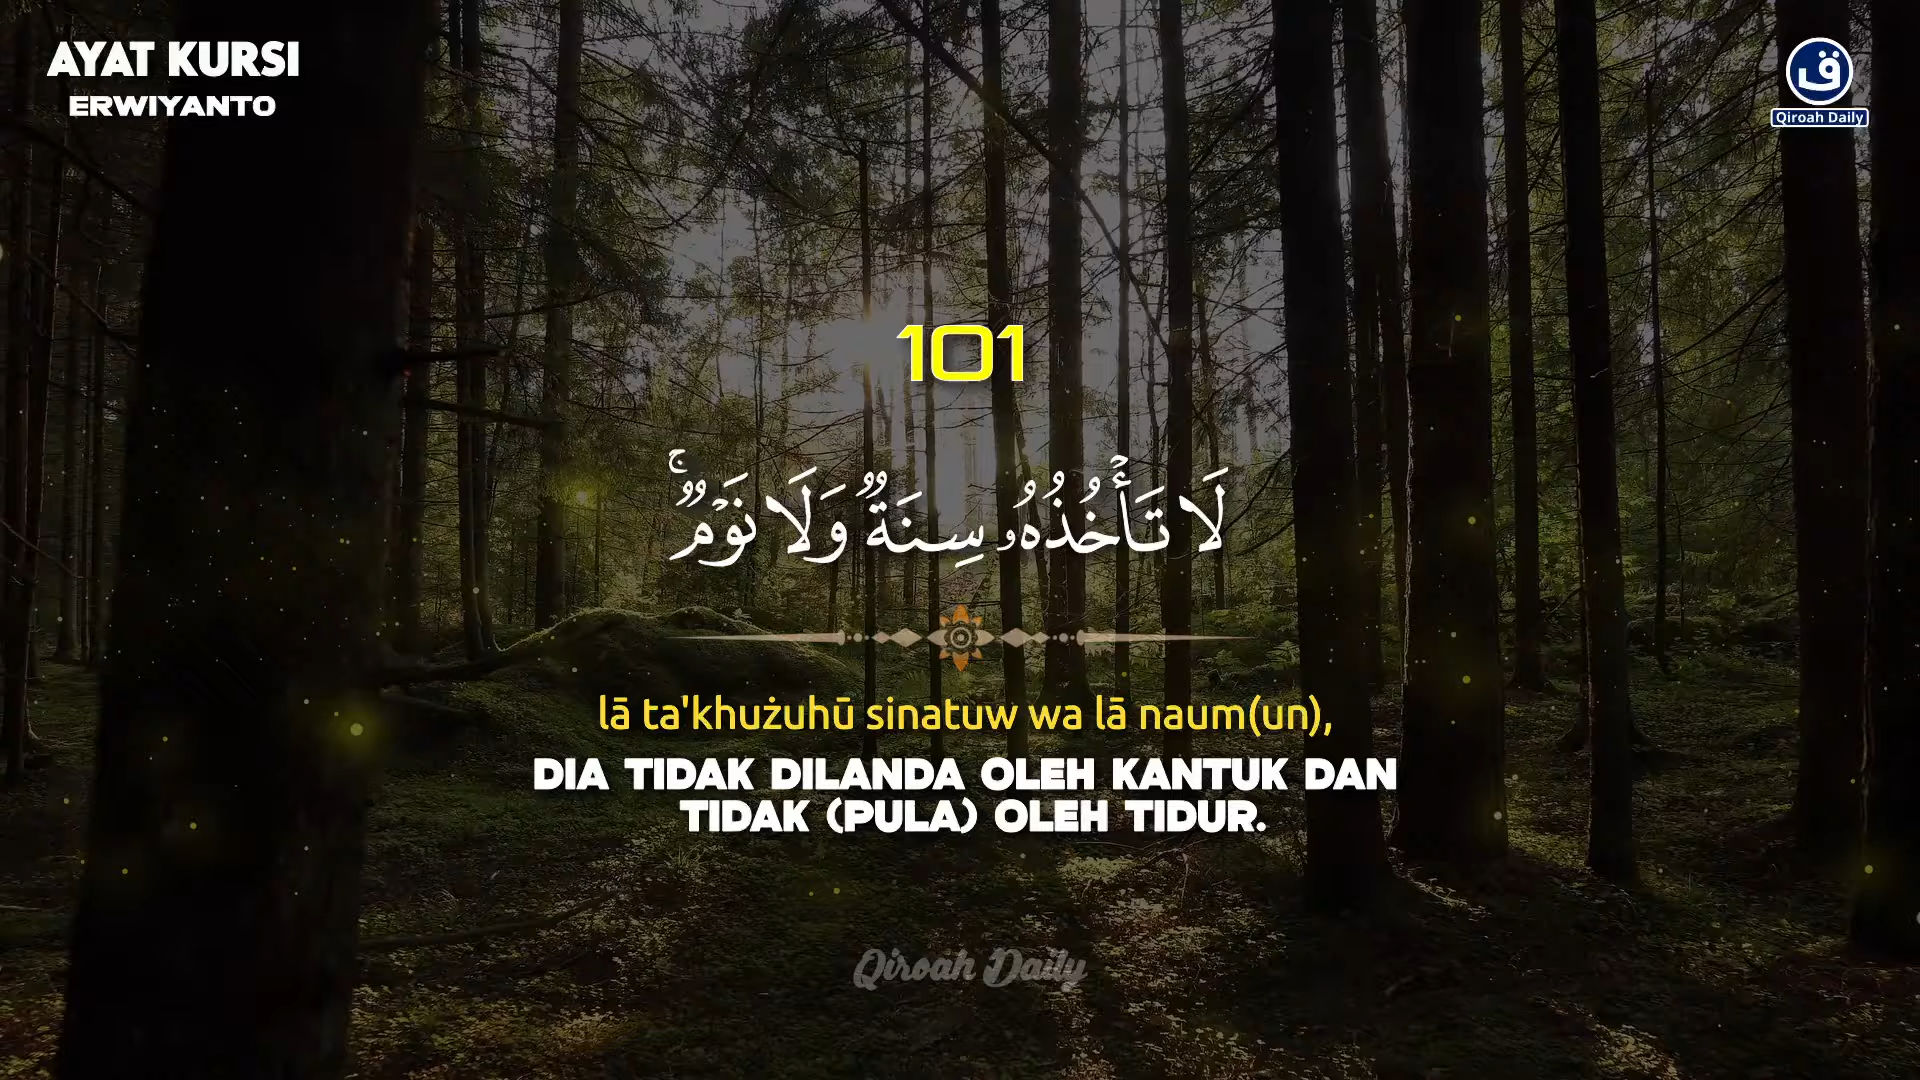 AYAT KURSI
ERWIYANTO
ق
Qiroah Daily
101
لَا تَأْخُذُهُۥ سِنَةٌ وَلَا نَوْمٌ ۚ
lā ta'khużuhū sinatuw wa lā naum(un),
DIA TIDAK DILANDA OLEH KANTUK DAN
TIDAK (PULA) OLEH TIDUR.
Qiroah Daily